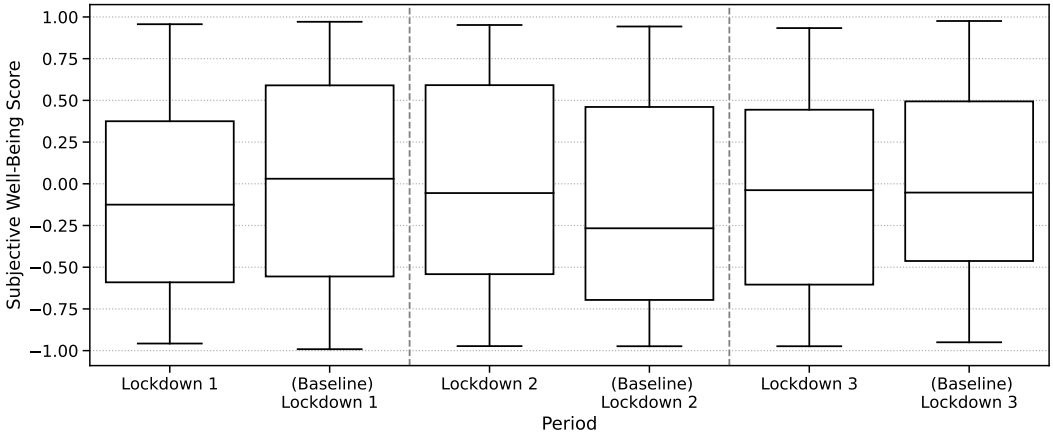 Subjective Well-Being Score
1.00
0.75
0.50
0.25
0.00
−0.25
−0.50
−0.75
−1.00
Lockdown 1
(Baseline)
Lockdown 1
Lockdown 2
(Baseline)
Lockdown 2
Lockdown 3
(Baseline)
Lockdown 3
Period